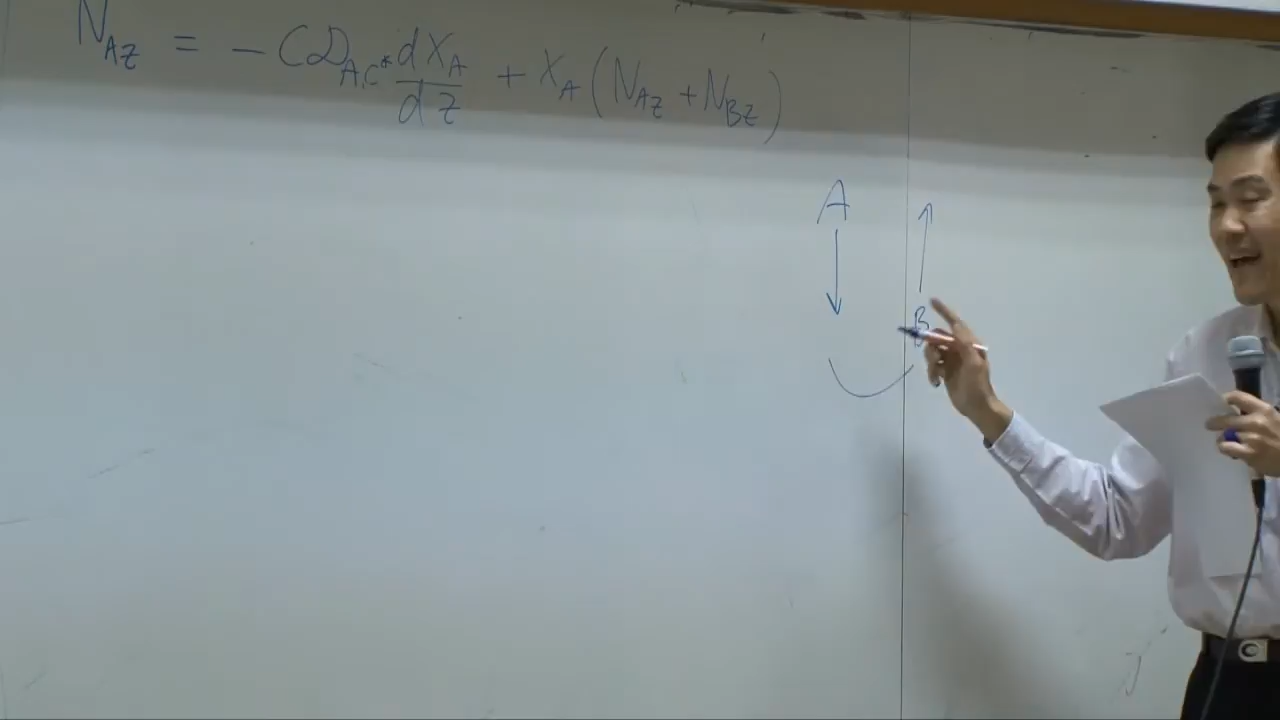 N_AZ = - C𝒟_A,C* dX_A/dz + X_A (N_AZ + N_BZ)
A
B